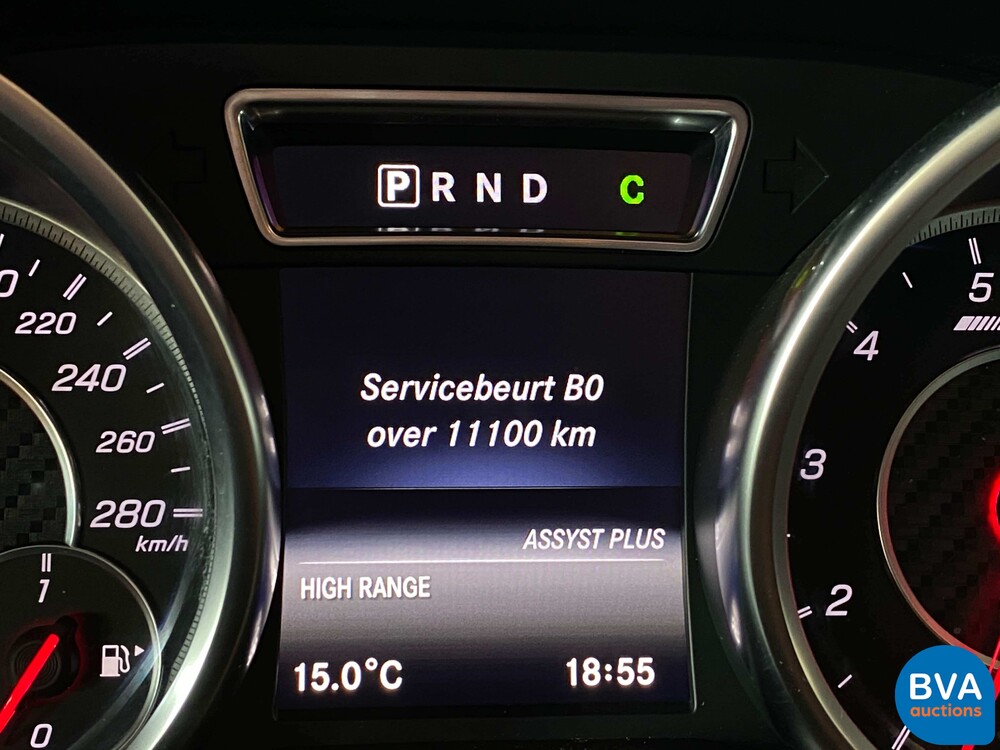 P R N D C
Servicebeurt B0
over 11100 km
ASSYST PLUS
HIGH RANGE
15.0°C 18:55
220
240
260
280
km/h
1
0
5
4
3
2
BVA
auctions